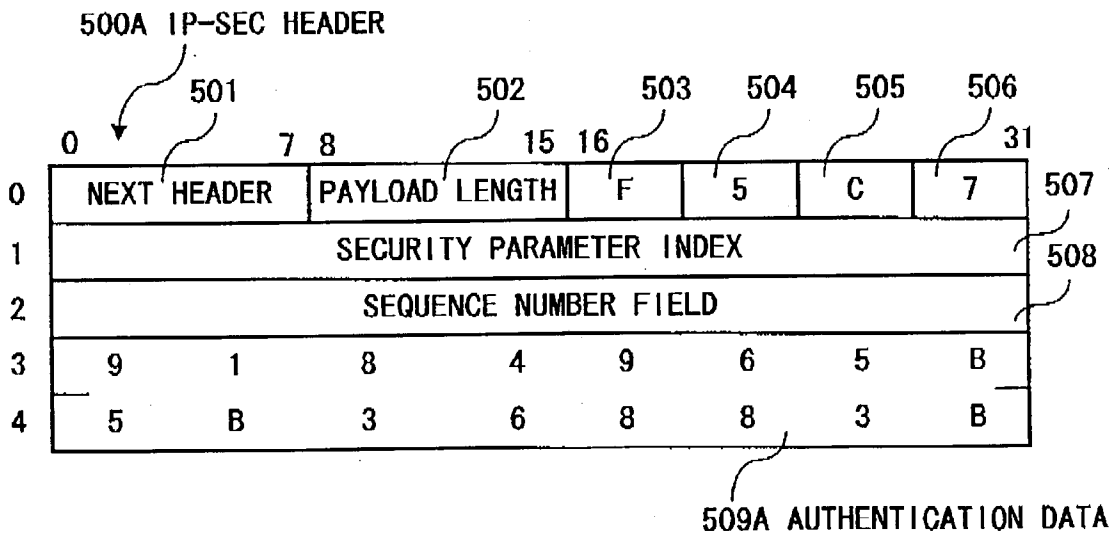 500A IP-SEC HEADER
501 502 503 504 505 506
0 7 8 15 16 31
0 NEXT HEADER PAYLOAD LENGTH F 5 C 7
507
1 SECURITY PARAMETER INDEX
508
2 SEQUENCE NUMBER FIELD
3 9 1 8 4 9 6 5 B
4 5 B 3 6 8 8 3 B
509A AUTHENTICATION DATA